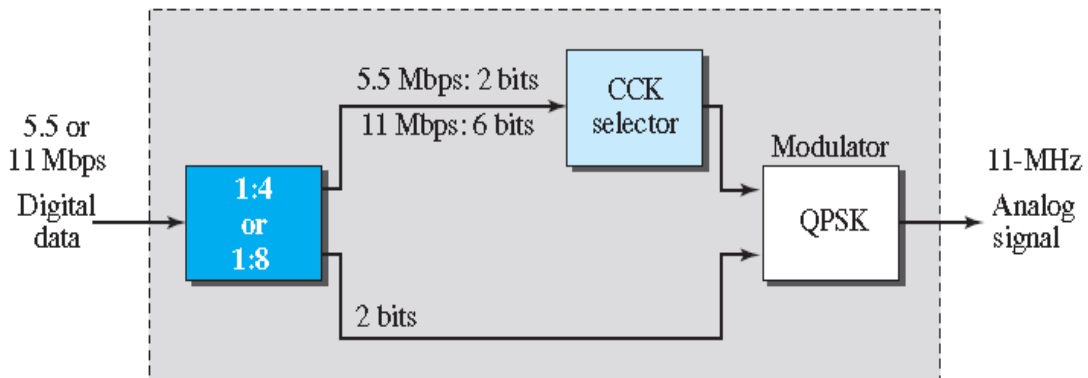 5.5 or
11 Mbps
Digital
data
1:4
or
1:8
5.5 Mbps: 2 bits
11 Mbps: 6 bits
2 bits
CCK
selector
Modulator
QPSK
11-MHz
Analog
signal